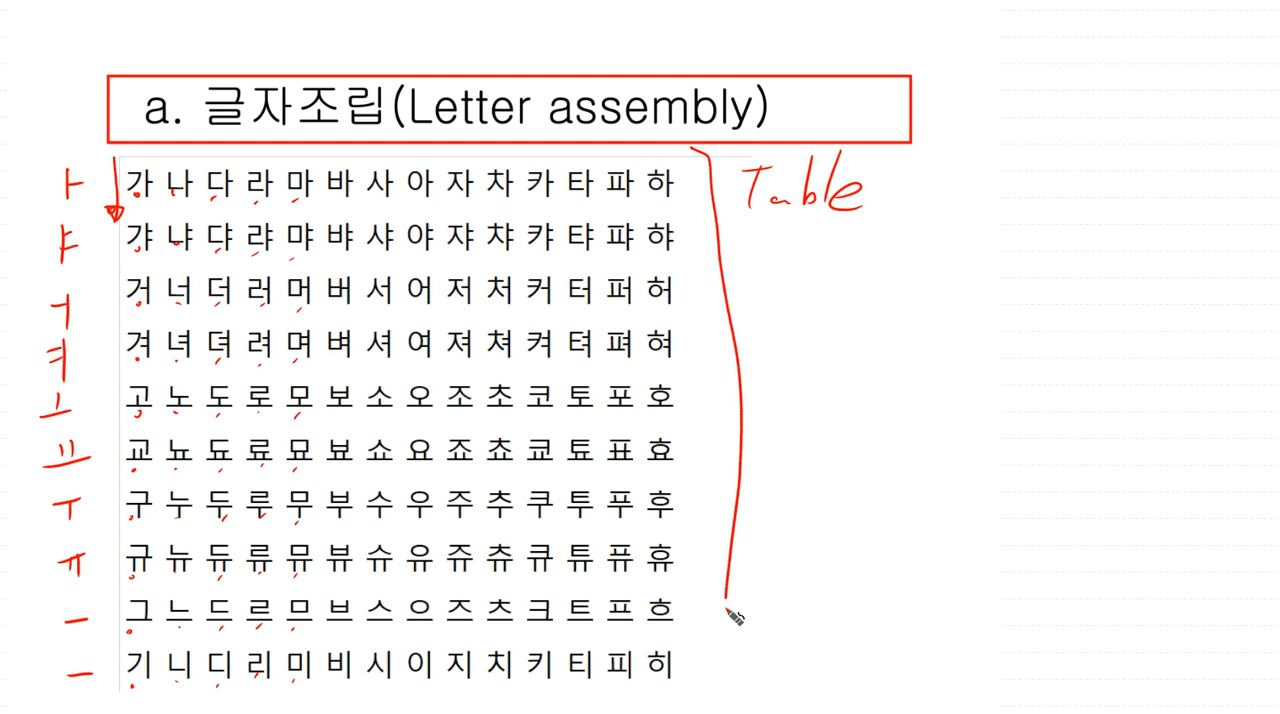 a. 글자조립(Letter assembly)
Table
ㅏ 가 나 다 라 마 바 사 아 자 차 카 타 파 하
ㅑ 갸 냐 댜 랴 먀 뱌 샤 야 쟈 챠 캬 탸 퍄 햐
ㅓ 거 너 더 러 머 버 서 어 저 처 커 터 퍼 허
ㅕ 겨 녀 뎌 려 며 벼 셔 여 져 쳐 켜 텨 펴 혀
ㅗ 고 노 도 로 모 보 소 오 조 초 코 토 포 호
ㅛ 교 뇨 됴 료 묘 뵤 쇼 요 죠 쵸 쿄 툐 표 효
ㅜ 구 누 두 루 무 부 수 우 주 추 쿠 투 푸 후
ㅠ 규 뉴 듀 류 뮤 뷰 슈 유 쥬 츄 큐 튜 퓨 휴
ㅡ 그 느 드 르 므 브 스 으 즈 츠 크 트 프 흐
ㅡ 기 니 디 리 미 비 시 이 지 치 키 티 피 히